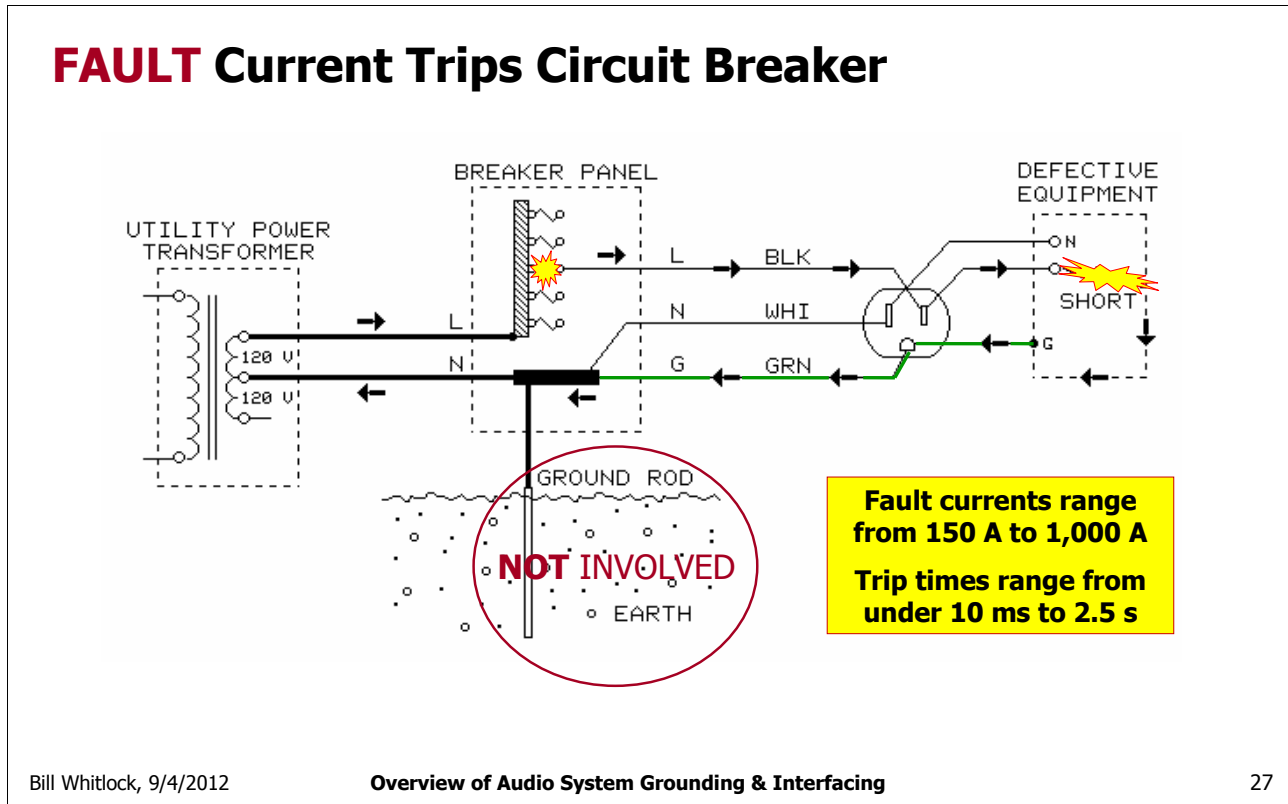 FAULT Current Trips Circuit Breaker
BREAKER PANEL
DEFECTIVE
EQUIPMENT
UTILITY POWER
TRANSFORMER
N
L
BLK
SHORT
L
N
WHI
120 V
N
G
GRN
G
120 V
GROUND ROD
NOT INVOLVED
EARTH
Fault currents range
from 150 A to 1,000 A
Trip times range from
under 10 ms to 2.5 s
Bill Whitlock, 9/4/2012
Overview of Audio System Grounding & Interfacing
27